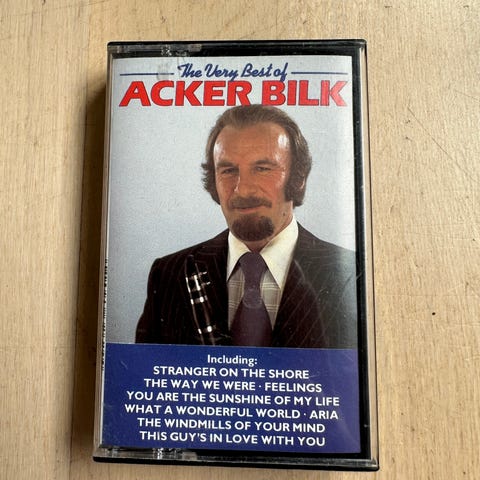 The Very Best of
ACKER BILK
Including:
STRANGER ON THE SHORE
THE WAY WE WERE · FEELINGS
YOU ARE THE SUNSHINE OF MY LIFE
WHAT A WONDERFUL WORLD · ARIA
THE WINDMILLS OF YOUR MIND
THIS GUY'S IN LOVE WITH YOU